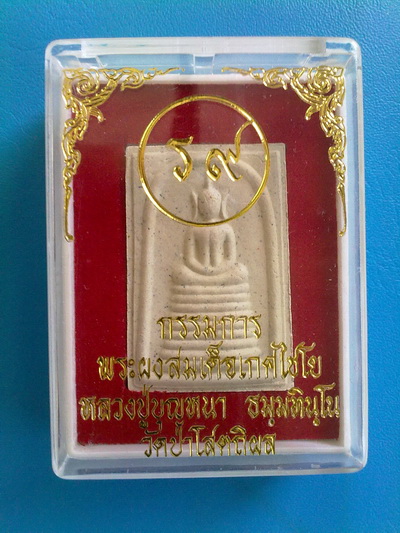 ร ๙
กรรมการ
พระผงสมเด็จเกศไชโย
หลวงปู่บุญหนา ธมฺมทินฺโน
วัดป่าโสตถิผล